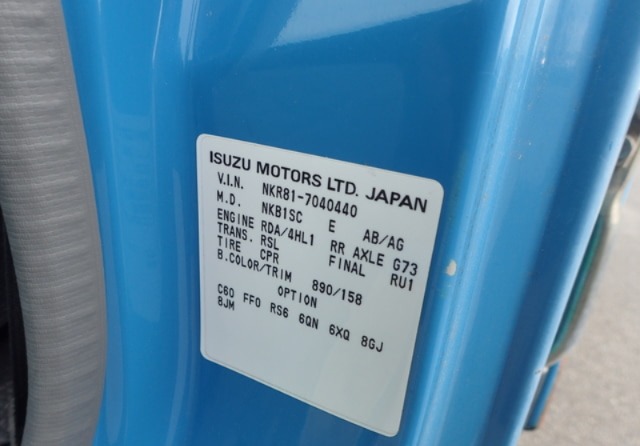 ISUZU MOTORS LTD. JAPAN
V.I.N. NKR81-7040440
M.D. NKB1SC E AB/AG
ENGINE RDA/4HL1 RR AXLE G73
TRANS. RSL FINAL RU1
TIRE CPR
B.COLOR/TRIM 890/158
OPTION
C60 FF0 RS6 6QN 6XQ 8GJ
8JM